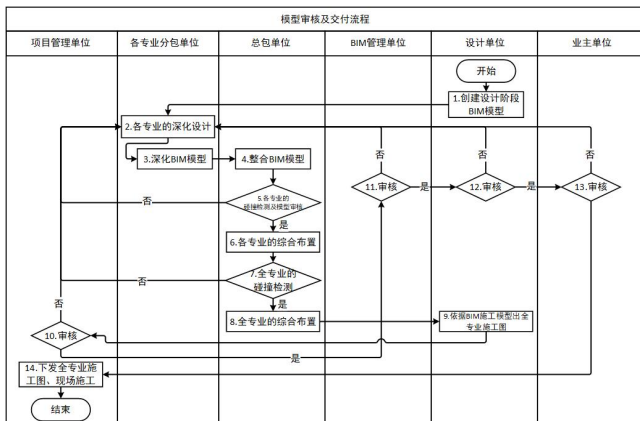 模型审核及交付流程
项目管理单位
各专业分包单位
总包单位
BIM管理单位
设计单位
业主单位
开始
1.创建设计阶段
BIM模型
2.各专业的深化设计
3.深化BIM模型
4.整合BIM模型
否
否
否
11.审核
是
12.审核
是
13.审核
否
5.各专业的
碰撞检测及模型审核
是
6.各专业的综合布置
7.全专业的
碰撞检测
否
是
8.全专业的综合布置
9.依据BIM施工模型出全
专业施工图
否
10.审核
是
14.下发全专业施
工图、现场施工
结束